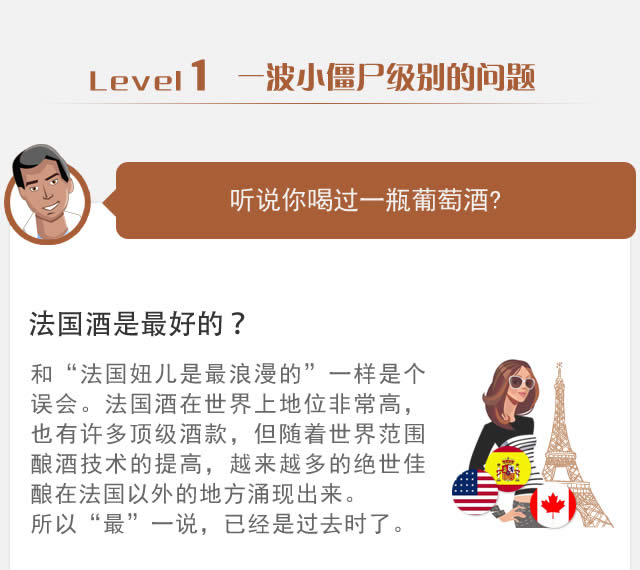 Level 1 一波小僵尸级别的问题
听说你喝过一瓶葡萄酒?
法国酒是最好的？
和“法国妞儿是最浪漫的”一样是个
误会。法国酒在世界上地位非常高，
也有许多顶级酒款，但随着世界范围
酿酒技术的提高，越来越多的绝世佳
酿在法国以外的地方涌现出来。
所以“最”一说，已经是过去时了。